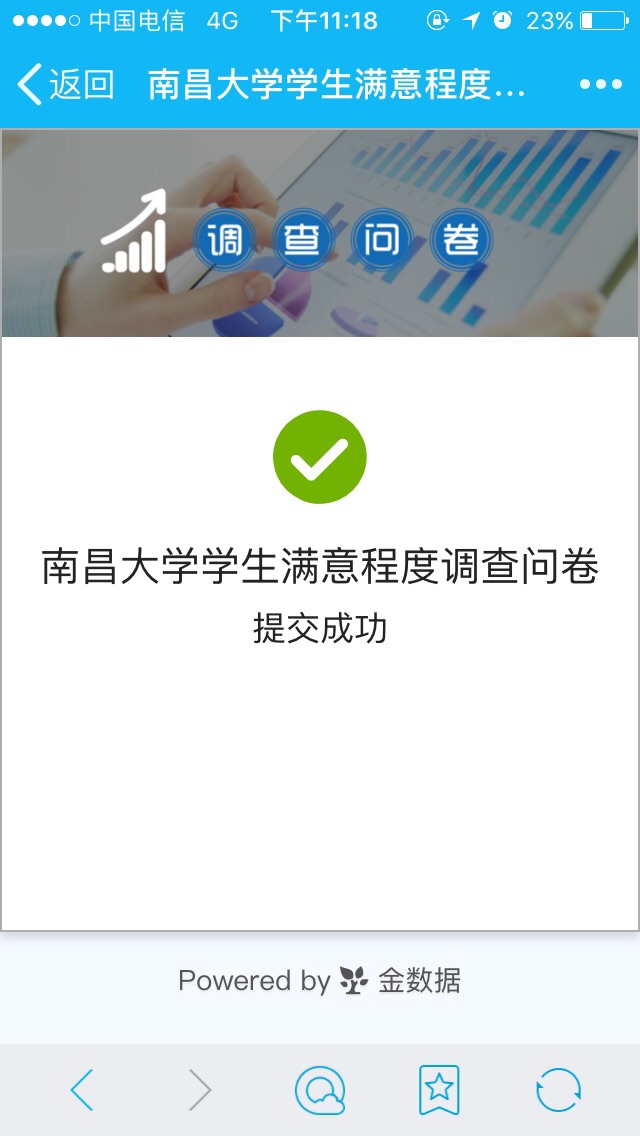 中国电信 4G 下午11:18 23%
返回 南昌大学学生满意程度...
调查问卷
南昌大学学生满意程度调查问卷
提交成功
Powered by 金数据